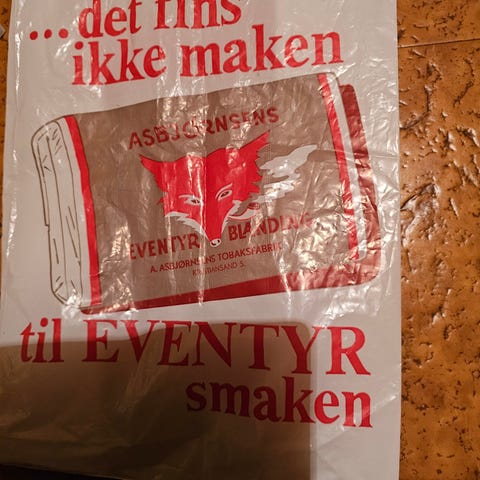 ...det fins
ikke maken
ASBJØRNSENS
EVENTYR BLANDING
A. ASBJØRNSENS TOBAKSFABRIK
KRISTIANSAND S.
til EVENTYR
smaken